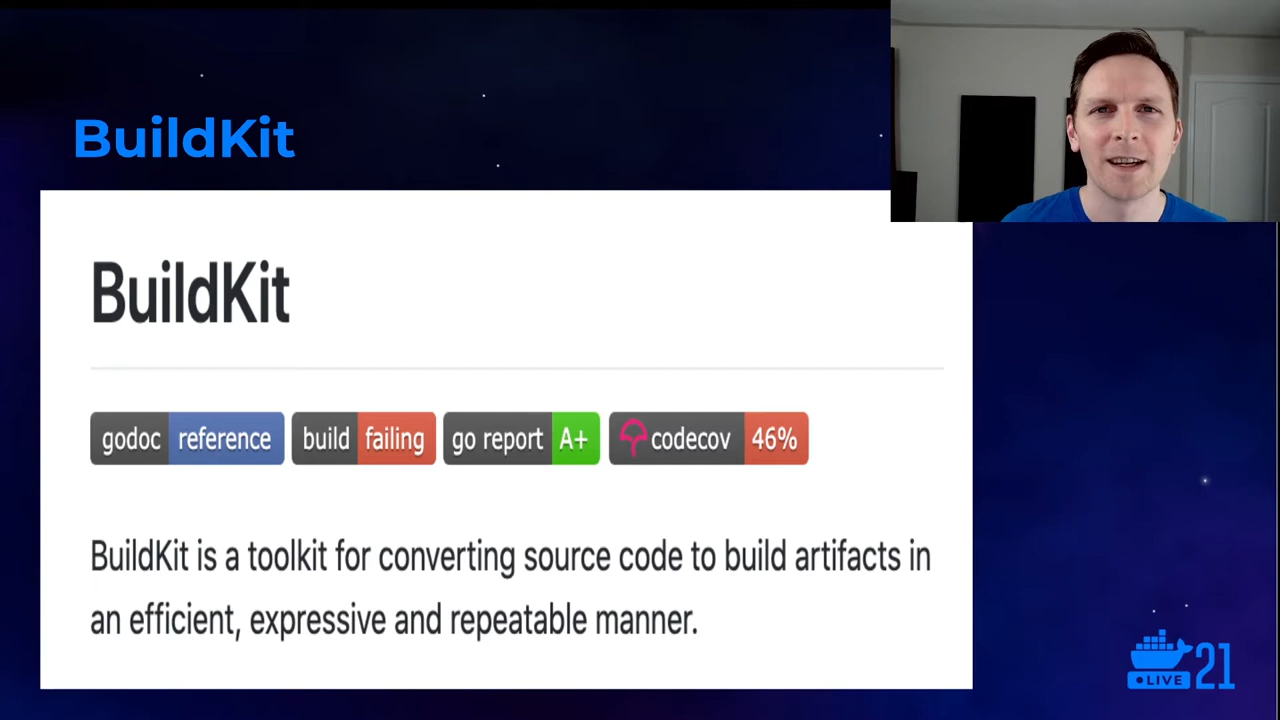 BuildKit
BuildKit
godoc reference build failing go report A+ codecov 46%
BuildKit is a toolkit for converting source code to build artifacts in
an efficient, expressive and repeatable manner.
LIVE 21